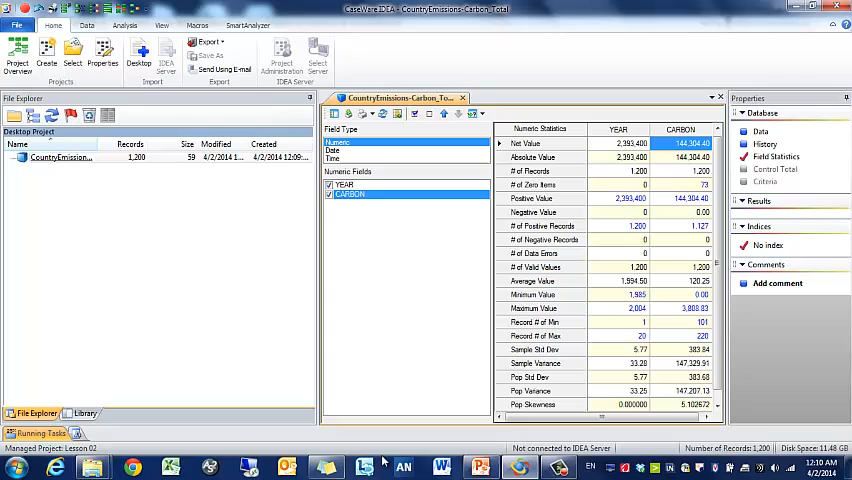 CaseWare IDEA - CountryEmissions-Carbon_Total
File Home Data Analysis View Macros SmartAnalyzer
Project Overview
Create
Select
Properties
Projects
Desktop
IDEA Server
Import
Export
Save As
Send Using E-mail
Export
Project Administration
Select Server
IDEA Server
File Explorer
Desktop Project
Name Records Size Modified Created
CountryEmission... 1,200 59 4/2/2014 1... 4/2/2014 12:09:...
File Explorer Library
CountryEmissions-Carbon_To...
Field Type
Numeric
Date
Time
Numeric Fields
YEAR
CARBON
Numeric Statistics YEAR CARBON
Net Value 2,393,400 144,304.40
Absolute Value 2,393,400 144,304.40
# of Records 1,200 1,200
# of Zero Items 0 73
Positive Value 2,393,400 144,304.40
Negative Value 0 0.00
# of Positive Records 1,200 1,127
# of Negative Records 0 0
# of Data Errors 0 0
# of Valid Values 1,200 1,200
Average Value 1,994.50 120.25
Minimum Value 1,985 0.00
Maximum Value 2,004 3,808.83
Record # of Min 1 101
Record # of Max 20 220
Sample Std Dev 5.77 383.84
Sample Variance 33.28 147,329.91
Pop Std Dev 5.77 383.68
Pop Variance 33.25 147,207.13
Pop Skewness 0.000000 5.102672
Properties
Database
Data
History
Field Statistics
Control Total
Criteria
Results
Indices
No index
Comments
Add comment
Running Tasks
Managed Project: Lesson 02 Not connected to IDEA Server Number of Records: 1,200 Disk Space: 11.48 GB
AN
EN
12:10 AM
4/2/2014